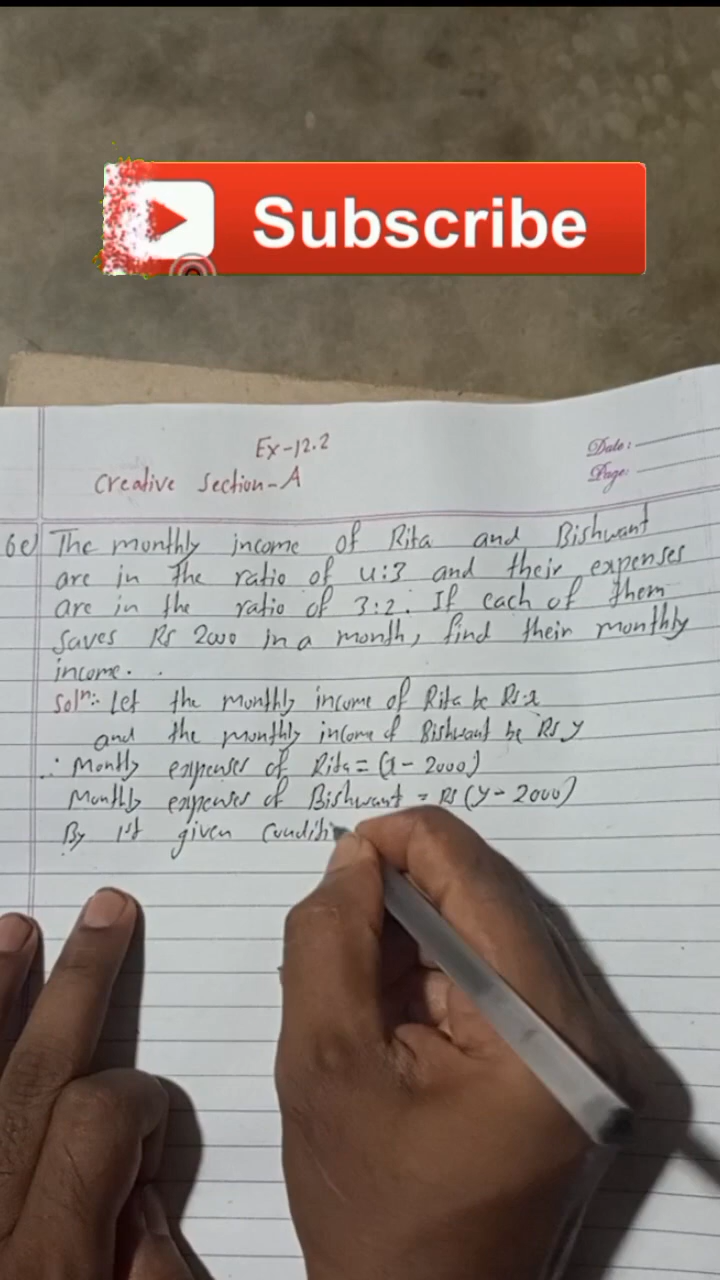 Subscribe
Ex-12.2
Date:
Creative Section-A
Page:
6e) The monthly income of Rita and Bishwant
are in the ratio of 4:3 and their expenses
are in the ratio of 3:2. If each of them
saves Rs 2000 in a month, find their monthly
income.
Solⁿ: Let the monthly income of Rita be Rs.x
and the monthly income of Bishwant be Rs y
∴ Monthly expenses of Rita = (x - 2000)
Monthly expenses of Bishwant = Rs (y - 2000)
By 1st given conditi